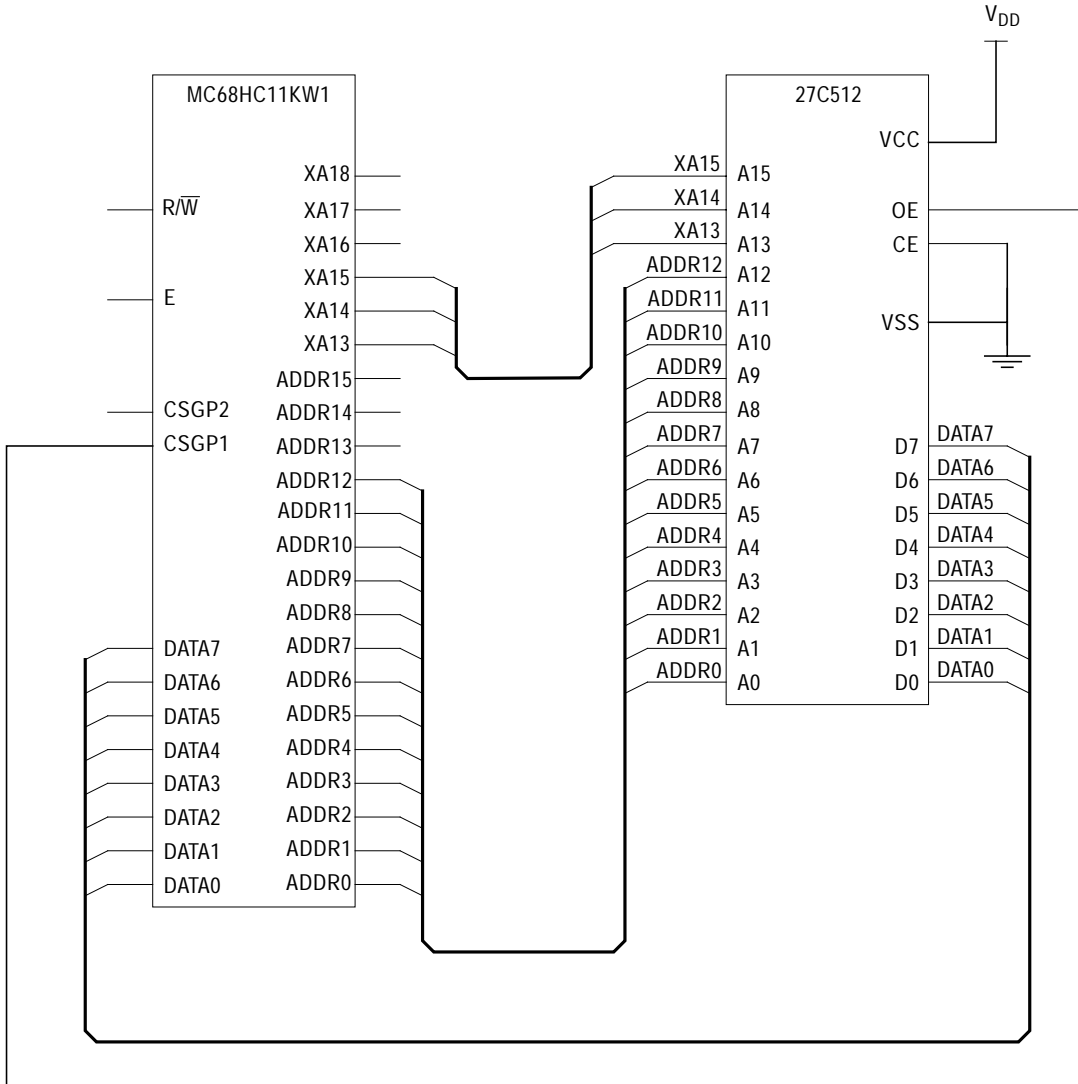 V_DD
MC68HC11KW1
R/W̅
E
CSGP2
CSGP1
DATA7
DATA6
DATA5
DATA4
DATA3
DATA2
DATA1
DATA0
XA18
XA17
XA16
XA15
XA14
XA13
ADDR15
ADDR14
ADDR13
ADDR12
ADDR11
ADDR10
ADDR9
ADDR8
ADDR7
ADDR6
ADDR5
ADDR4
ADDR3
ADDR2
ADDR1
ADDR0
27C512
XA15 A15
XA14 A14
XA13 A13
ADDR12 A12
ADDR11 A11
ADDR10 A10
ADDR9 A9
ADDR8 A8
ADDR7 A7
ADDR6 A6
ADDR5 A5
ADDR4 A4
ADDR3 A3
ADDR2 A2
ADDR1 A1
ADDR0 A0
VCC
OE
CE
VSS
D7 DATA7
D6 DATA6
D5 DATA5
D4 DATA4
D3 DATA3
D2 DATA2
D1 DATA1
D0 DATA0